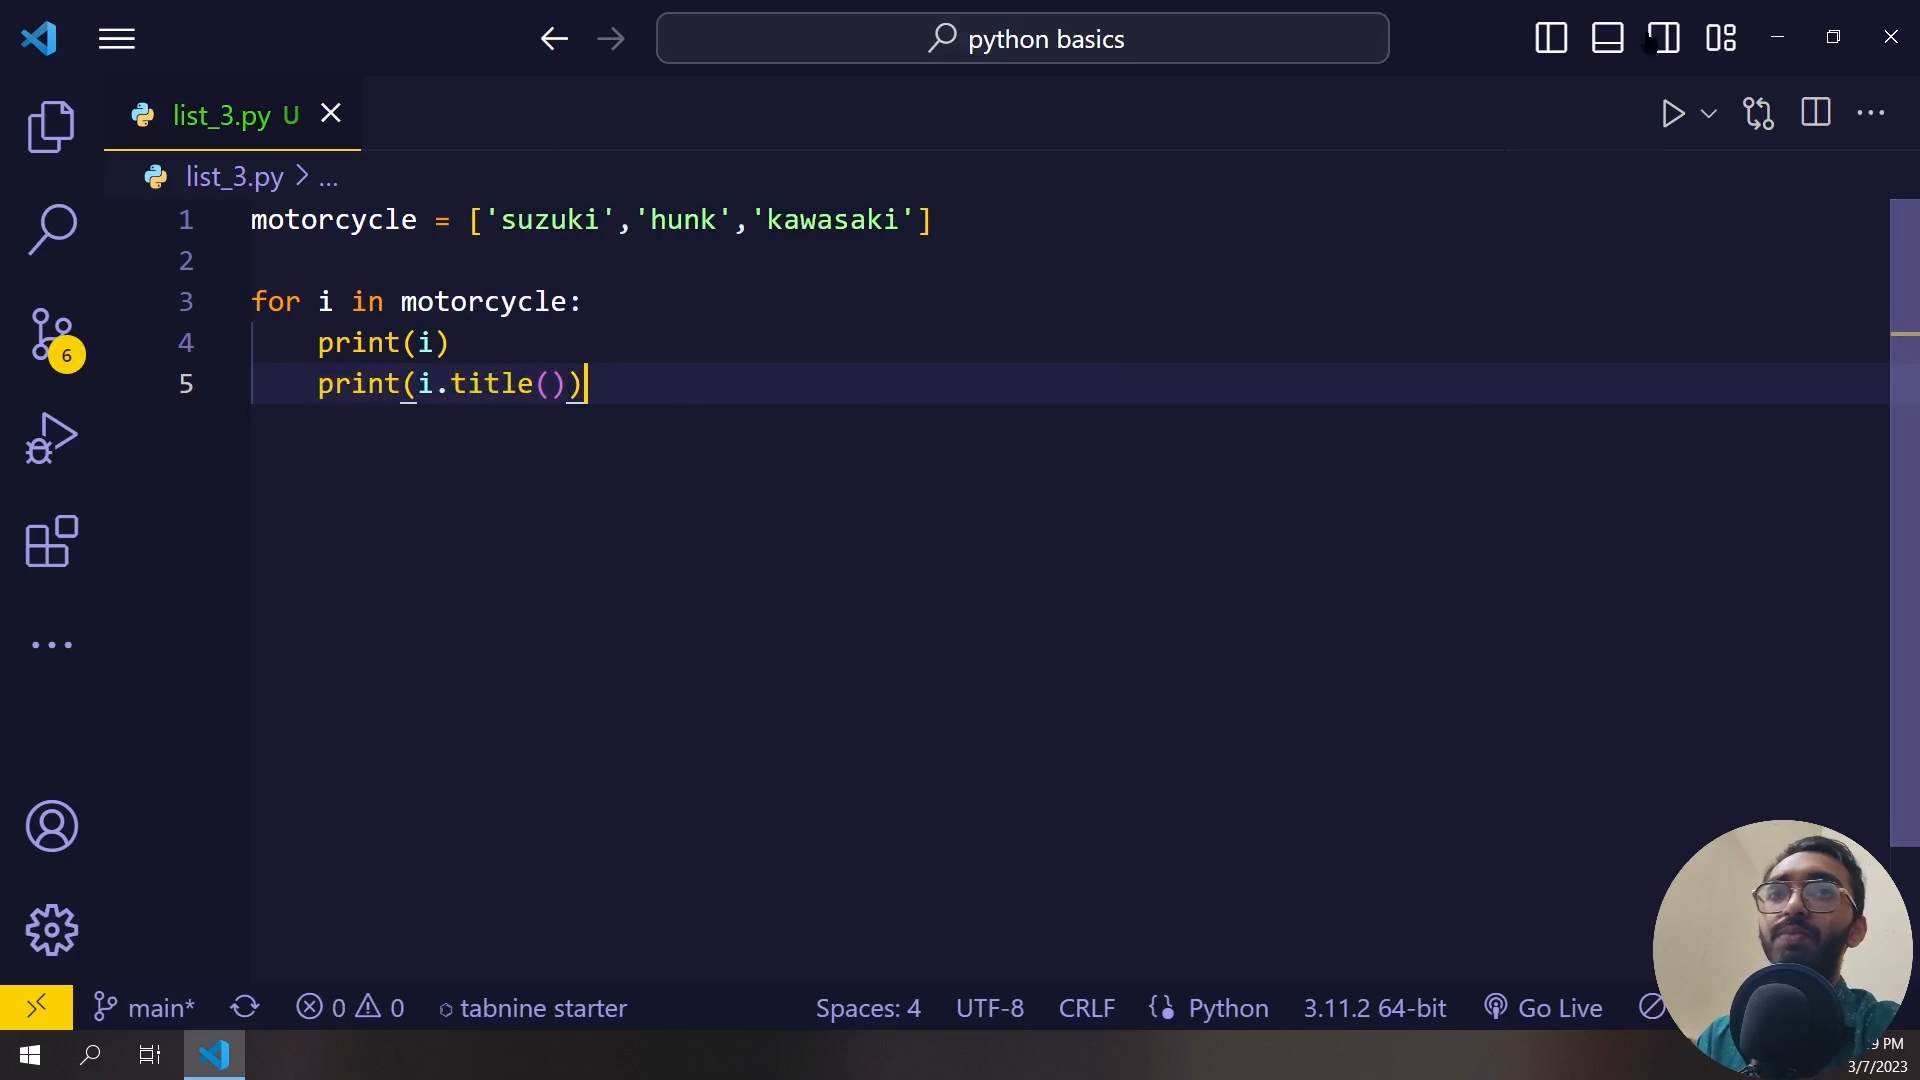 python basics
list_3.py U
list_3.py > ...
1 motorcycle = ['suzuki','hunk','kawasaki']
2
3 for i in motorcycle:
4     print(i)
5     print(i.title())
6
main* 0 0 tabnine starter Spaces: 4 UTF-8 CRLF Python 3.11.2 64-bit Go Live
PM
3/7/2023